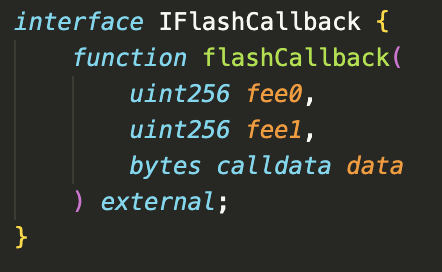 interface IFlashCallback {
    function flashCallback(
        uint256 fee0,
        uint256 fee1,
        bytes calldata data
    ) external;
}